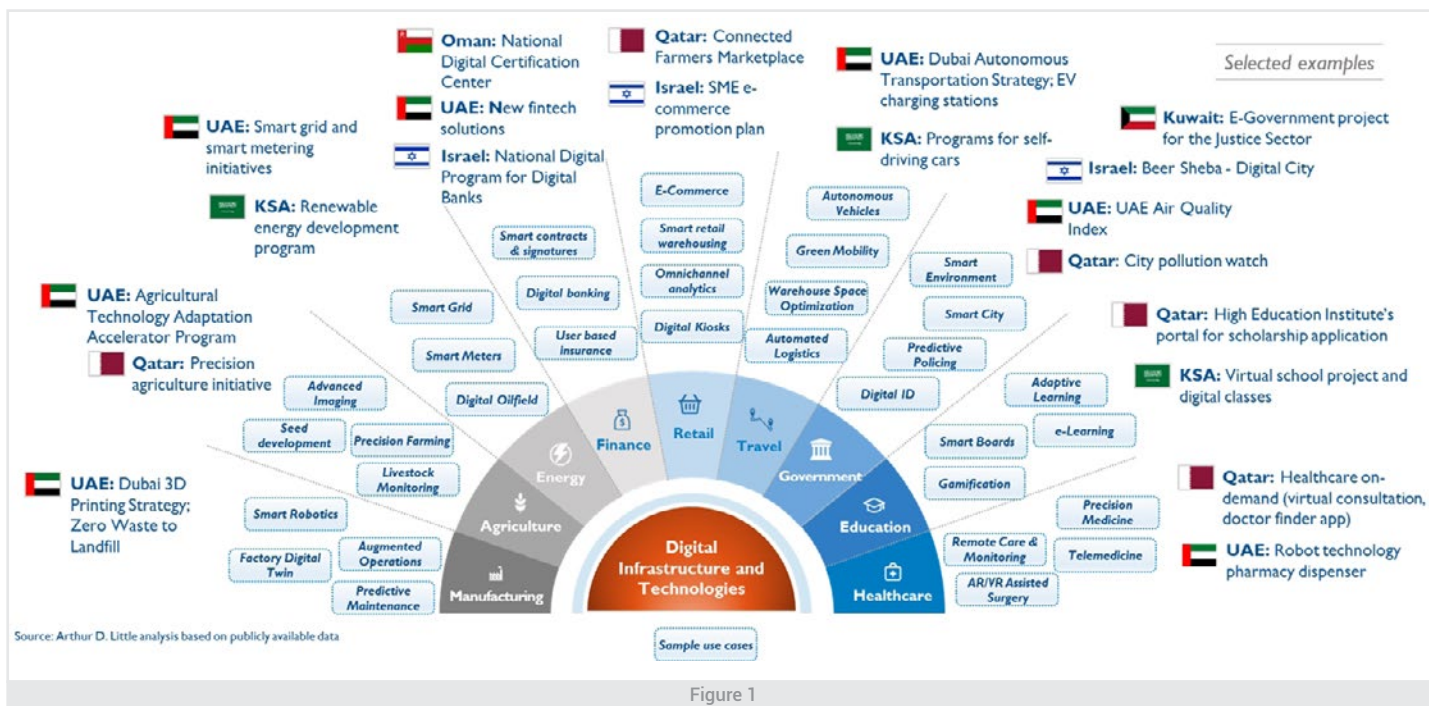 Selected examples
UAE: Dubai 3D
Printing Strategy;
Zero Waste to
Landfill
Smart Robotics
Factory Digital
Twin
Augmented
Operations
Predictive
Maintenance
Manufacturing
UAE: Agricultural
Technology Adaptation
Accelerator Program
Qatar: Precision
agriculture initiative
Advanced
Imaging
Seed
development
Precision Farming
Livestock
Monitoring
Agriculture
UAE: Smart grid and
smart metering
initiatives
KSA: Renewable
energy development
program
Smart Grid
Smart Meters
Digital Oilfield
Energy
Oman: National
Digital Certification
Center
UAE: New fintech
solutions
Israel: National Digital
Program for Digital
Banks
Smart contracts
& signatures
Digital banking
User based
insurance
Finance
Qatar: Connected
Farmers Marketplace
Israel: SME e-
commerce
promotion plan
E-Commerce
Smart retail
warehousing
Omnichannel
analytics
Digital Kiosks
Retail
UAE: Dubai Autonomous
Transportation Strategy; EV
charging stations
KSA: Programs for self-
driving cars
Autonomous
Vehicles
Green Mobility
Warehouse Space
Optimization
Automated
Logistics
Travel
Kuwait: E-Government project
for the Justice Sector
Israel: Beer Sheba - Digital City
UAE: UAE Air Quality
Index
Qatar: City pollution watch
Smart
Environment
Smart City
Predictive
Policing
Digital ID
Government
Qatar: High Education Institute's
portal for scholarship application
KSA: Virtual school project and
digital classes
Adaptive
Learning
e-Learning
Smart Boards
Gamification
Education
Qatar: Healthcare on-
demand (virtual consultation,
doctor finder app)
UAE: Robot technology
pharmacy dispenser
Precision
Medicine
Remote Care &
Monitoring
Telemedicine
AR/VR Assisted
Surgery
Healthcare
Digital
Infrastructure and
Technologies
Sample use cases
Source: Arthur D. Little analysis based on publicly available data
Figure 1